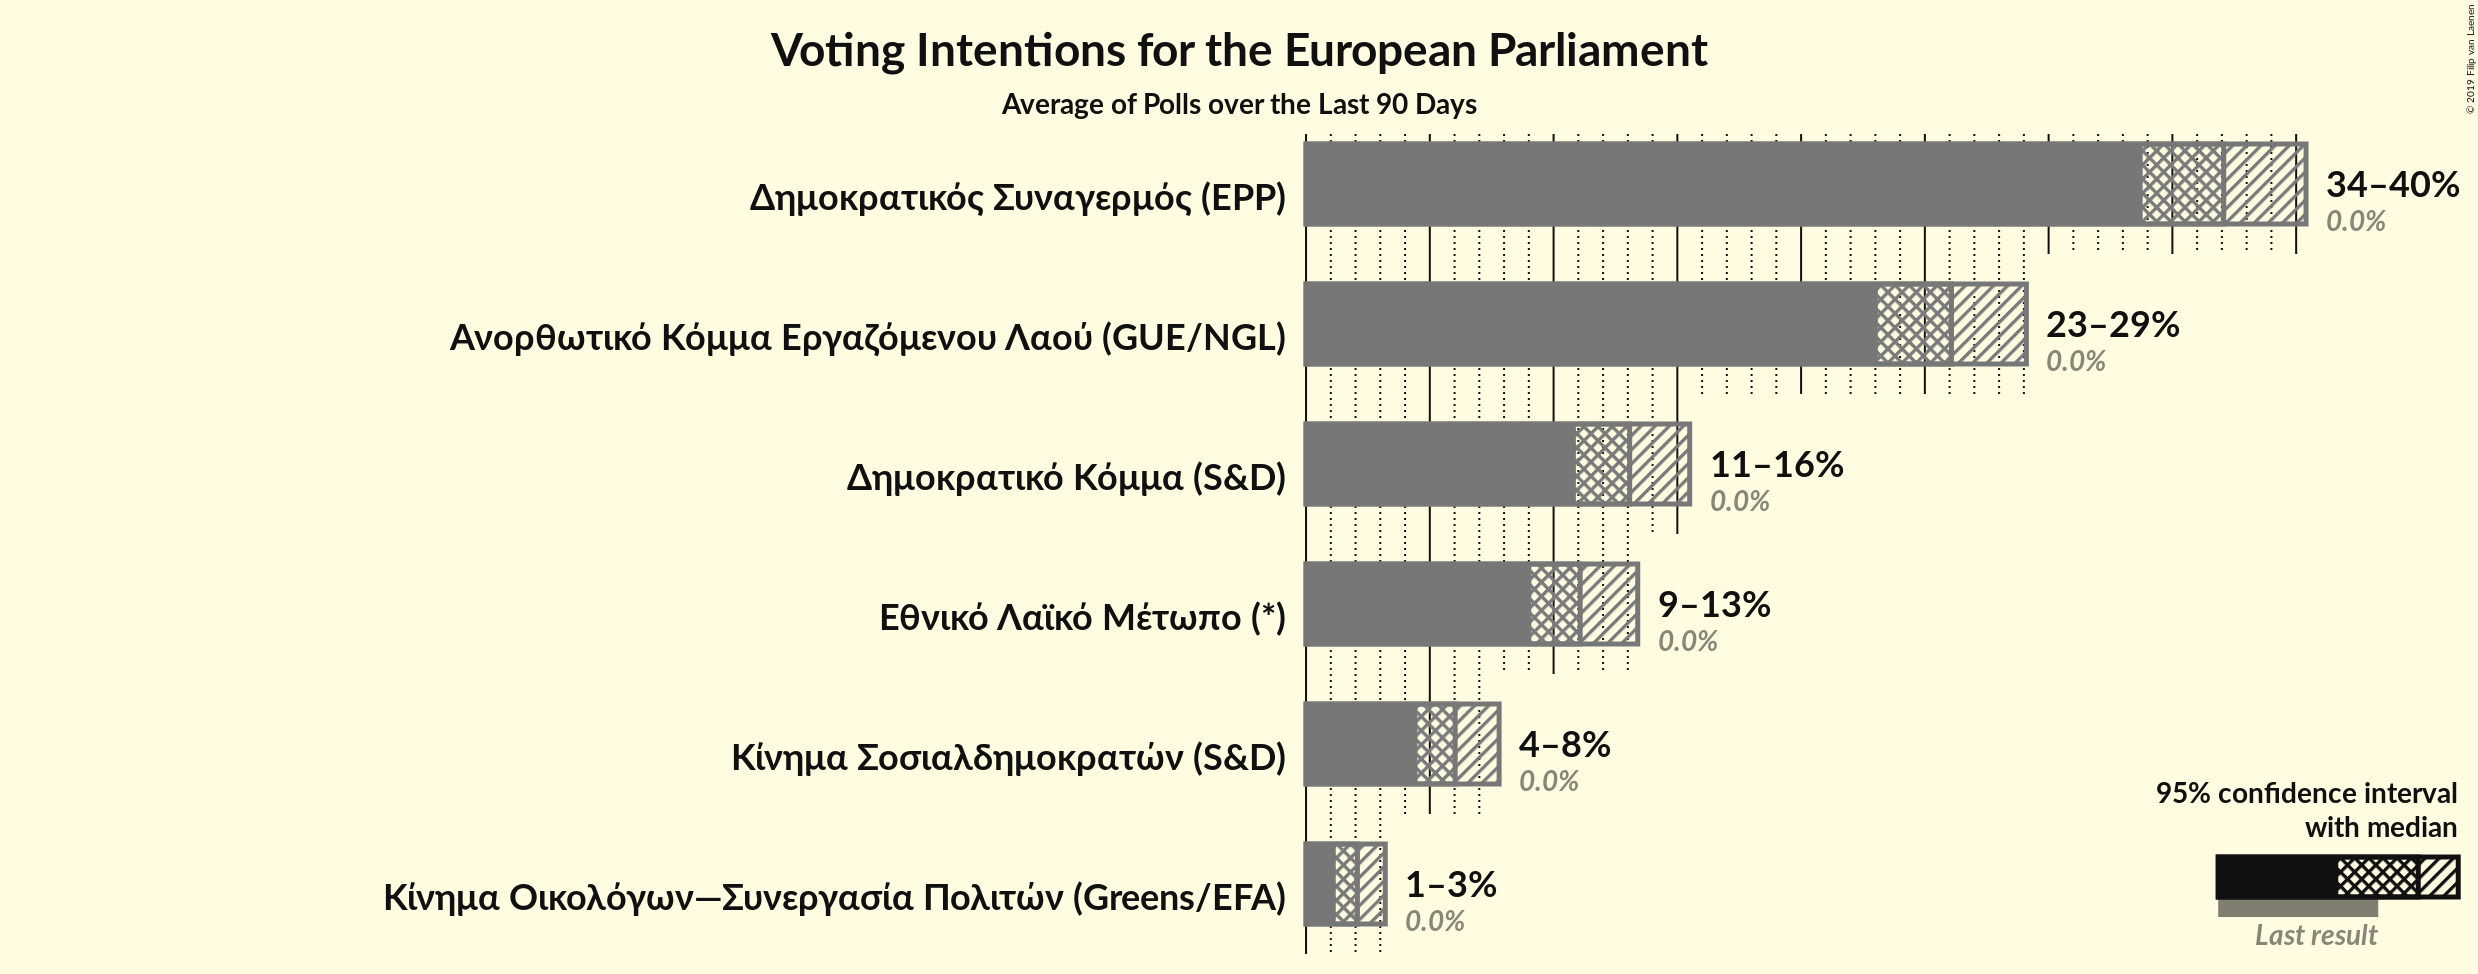 Voting Intentions for the European Parliament
Average of Polls over the Last 90 Days
© 2019 Filip van Laenen
Δημοκρατικός Συναγερμός (EPP)
34–40%
0.0%
Ανορθωτικό Κόμμα Εργαζόμενου Λαού (GUE/NGL)
23–29%
0.0%
Δημοκρατικό Κόμμα (S&D)
11–16%
0.0%
Εθνικό Λαϊκό Μέτωπο (*)
9–13%
0.0%
Κίνημα Σοσιαλδημοκρατών (S&D)
4–8%
0.0%
Κίνημα Οικολόγων—Συνεργασία Πολιτών (Greens/EFA)
1–3%
0.0%
95% confidence interval
with median
Last result